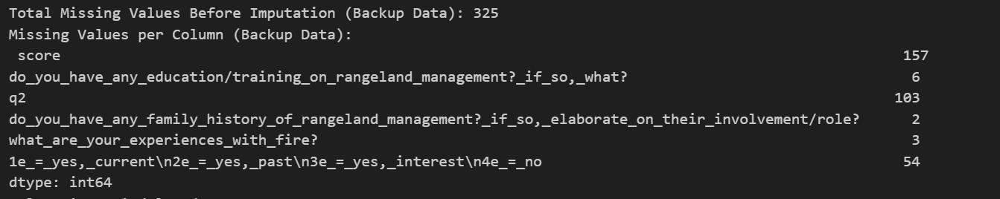 Total Missing Values Before Imputation (Backup Data): 325
Missing Values per Column (Backup Data):
score 157
do_you_have_any_education/training_on_rangeland_management?_if_so,_what? 6
q2 103
do_you_have_any_family_history_of_rangeland_management?_if_so,_elaborate_on_their_involvement/role? 2
what_are_your_experiences_with_fire? 3
1e_=_yes,_current\n2e_=_yes,_past\n3e_=_yes,_interest\n4e_=_no 54
dtype: int64